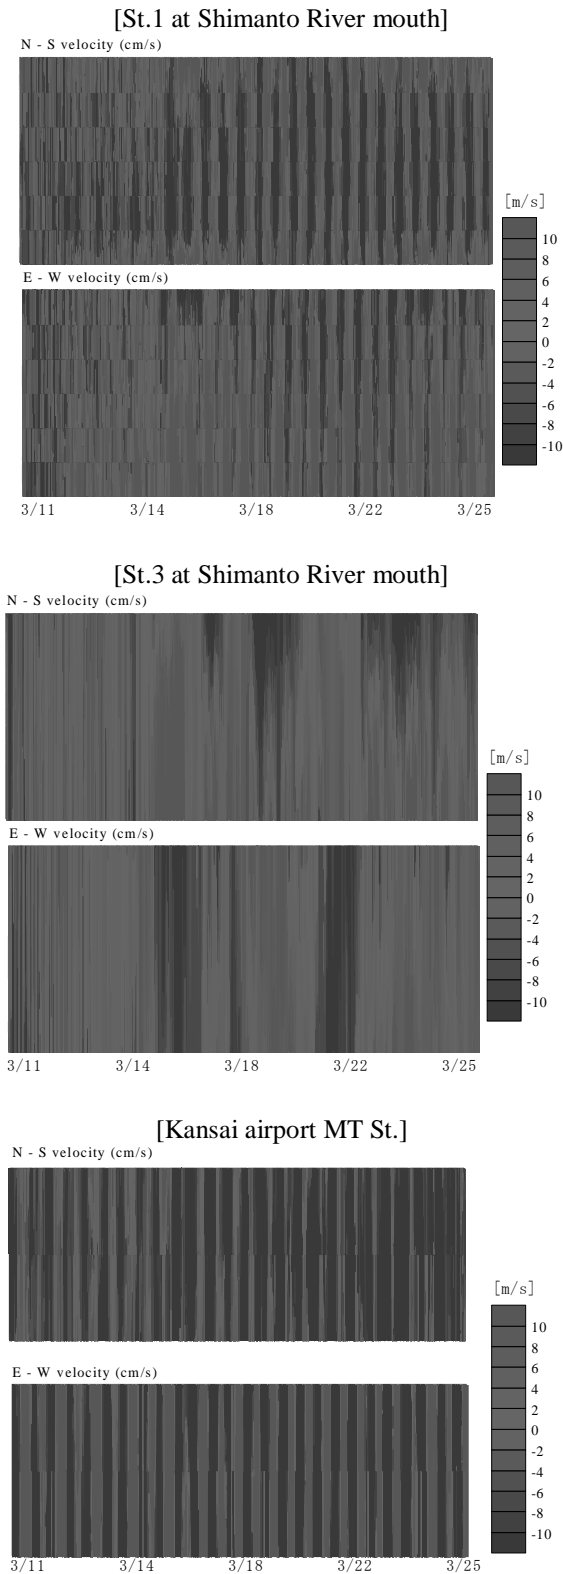 [St.1 at Shimanto River mouth]
N - S velocity (cm/s)
[m/s]
10
8
6
4
2
0
-2
-4
-6
-8
-10
E - W velocity (cm/s)
3/11 3/14 3/18 3/22 3/25
[St.3 at Shimanto River mouth]
N - S velocity (cm/s)
[m/s]
10
8
6
4
2
0
-2
-4
-6
-8
-10
E - W velocity (cm/s)
3/11 3/14 3/18 3/22 3/25
[Kansai airport MT St.]
N - S velocity (cm/s)
[m/s]
10
8
6
4
2
0
-2
-4
-6
-8
-10
E - W velocity (cm/s)
3/11 3/14 3/18 3/22 3/25